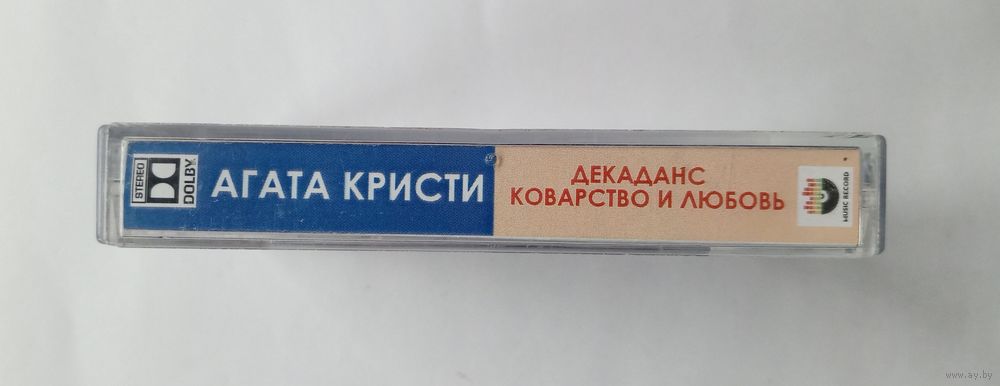 STEREO
DOLBY
АГАТА КРИСТИ
ДЕКАДАНС
КОВАРСТВО И ЛЮБОВЬ
MUSIC RECORD
www.ay.by